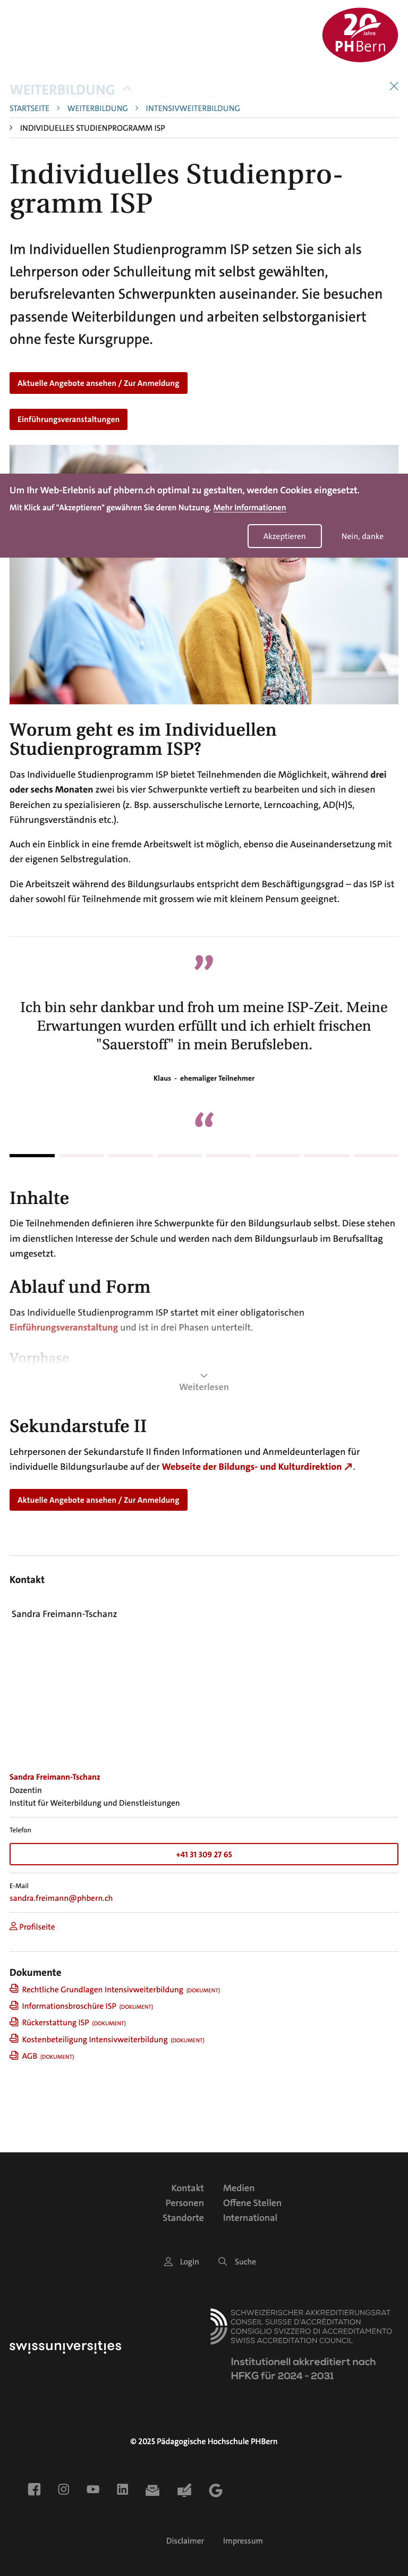 20
Jahre
PHBern
WEITERBILDUNG
STARTSEITE > WEITERBILDUNG > INTENSIVWEITERBILDUNG
> INDIVIDUELLES STUDIENPROGRAMM ISP
Individuelles Studienpro-
gramm ISP
Im Individuellen Studienprogramm ISP setzen Sie sich als
Lehrperson oder Schulleitung mit selbst gewählten,
berufsrelevanten Schwerpunkten auseinander. Sie besuchen
passende Weiterbildungen und arbeiten selbstorganisiert
ohne feste Kursgruppe.
Aktuelle Angebote ansehen / Zur Anmeldung
Einführungsveranstaltungen
Um Ihr Web-Erlebnis auf phbern.ch optimal zu gestalten, werden Cookies eingesetzt.
Mit Klick auf "Akzeptieren" gewähren Sie deren Nutzung. Mehr Informationen
Akzeptieren Nein, danke
Worum geht es im Individuellen
Studienprogramm ISP?
Das Individuelle Studienprogramm ISP bietet Teilnehmenden die Möglichkeit, während drei
oder sechs Monaten zwei bis vier Schwerpunkte vertieft zu bearbeiten und sich in diesen
Bereichen zu spezialisieren (z. Bsp. ausserschulische Lernorte, Lerncoaching, AD(H)S,
Führungsverständnis etc.).
Auch ein Einblick in eine fremde Arbeitswelt ist möglich, ebenso die Auseinandersetzung mit
der eigenen Selbstregulation.
Die Arbeitszeit während des Bildungsurlaubs entspricht dem Beschäftigungsgrad – das ISP ist
daher sowohl für Teilnehmende mit grossem wie mit kleinem Pensum geeignet.
”
Ich bin sehr dankbar und froh um meine ISP-Zeit. Meine
Erwartungen wurden erfüllt und ich erhielt frischen
"Sauerstoff" in mein Berufsleben.
Klaus - ehemaliger Teilnehmer
“
Inhalte
Die Teilnehmenden definieren ihre Schwerpunkte für den Bildungsurlaub selbst. Diese stehen
im dienstlichen Interesse der Schule und werden nach dem Bildungsurlaub im Berufsalltag
umgesetzt.
Ablauf und Form
Das Individuelle Studienprogramm ISP startet mit einer obligatorischen
Einführungsveranstaltung und ist in drei Phasen unterteilt.
Vorphase
Weiterlesen
Sekundarstufe II
Lehrpersonen der Sekundarstufe II finden Informationen und Anmeldeunterlagen für
individuelle Bildungsurlaube auf der Webseite der Bildungs- und Kulturdirektion ↗.
Aktuelle Angebote ansehen / Zur Anmeldung
Kontakt
Sandra Freimann-Tschanz
Sandra Freimann-Tschanz
Dozentin
Institut für Weiterbildung und Dienstleistungen
Telefon
+41 31 309 27 65
E-Mail
sandra.freimann@phbern.ch
Profilseite
Dokumente
Rechtliche Grundlagen Intensivweiterbildung (DOKUMENT)
Informationsbroschüre ISP (DOKUMENT)
Rückerstattung ISP (DOKUMENT)
Kostenbeteiligung Intensivweiterbildung (DOKUMENT)
AGB (DOKUMENT)
Kontakt Medien
Personen Offene Stellen
Standorte International
Login Suche
swissuniversities
SCHWEIZERISCHER AKKREDITIERUNGSRAT
CONSEIL SUISSE D'ACCRÉDITATION
CONSIGLIO SVIZZERO DI ACCREDITAMENTO
SWISS ACCREDITATION COUNCIL
Institutionell akkreditiert nach
HFKG für 2024 - 2031
© 2025 Pädagogische Hochschule PHBern
Disclaimer Impressum